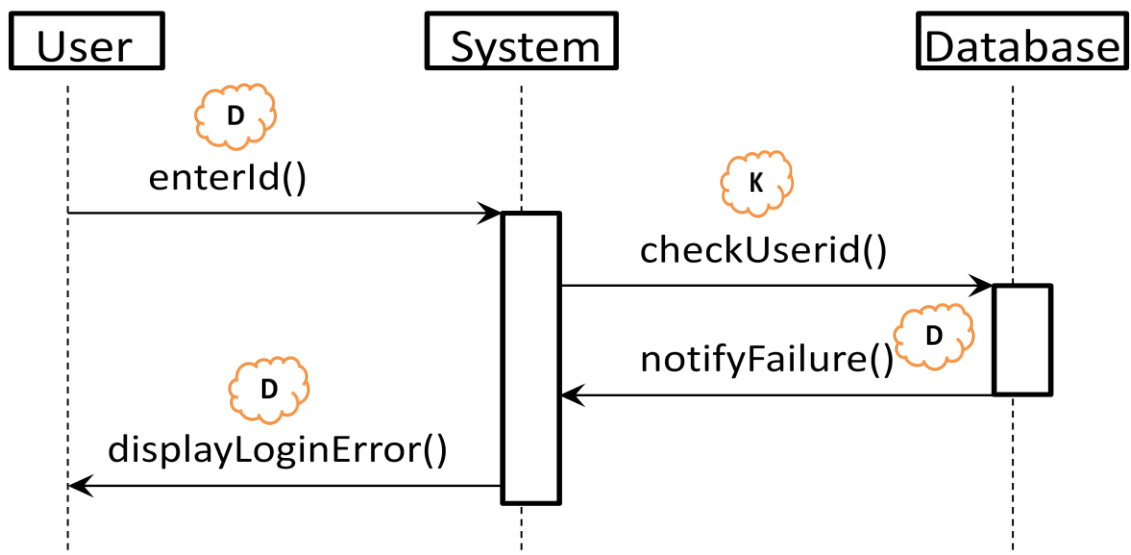 User
System
Database
D
enterId()
K
checkUserid()
D
notifyFailure()
D
displayLoginError()